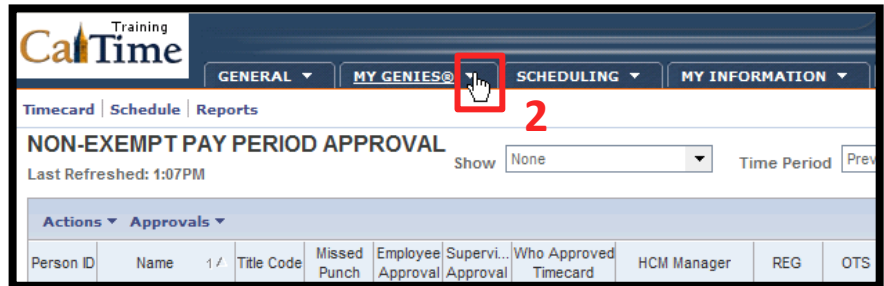 Training
CalTime
GENERAL MY GENIES® SCHEDULING MY INFORMATION
2
Timecard | Schedule | Reports
NON-EXEMPT PAY PERIOD APPROVAL
Show None Time Period Prev
Last Refreshed: 1:07PM
Actions Approvals
Person ID Name 1 Title Code Missed Punch Employee Approval Supervi... Approval Who Approved Timecard HCM Manager REG OTS